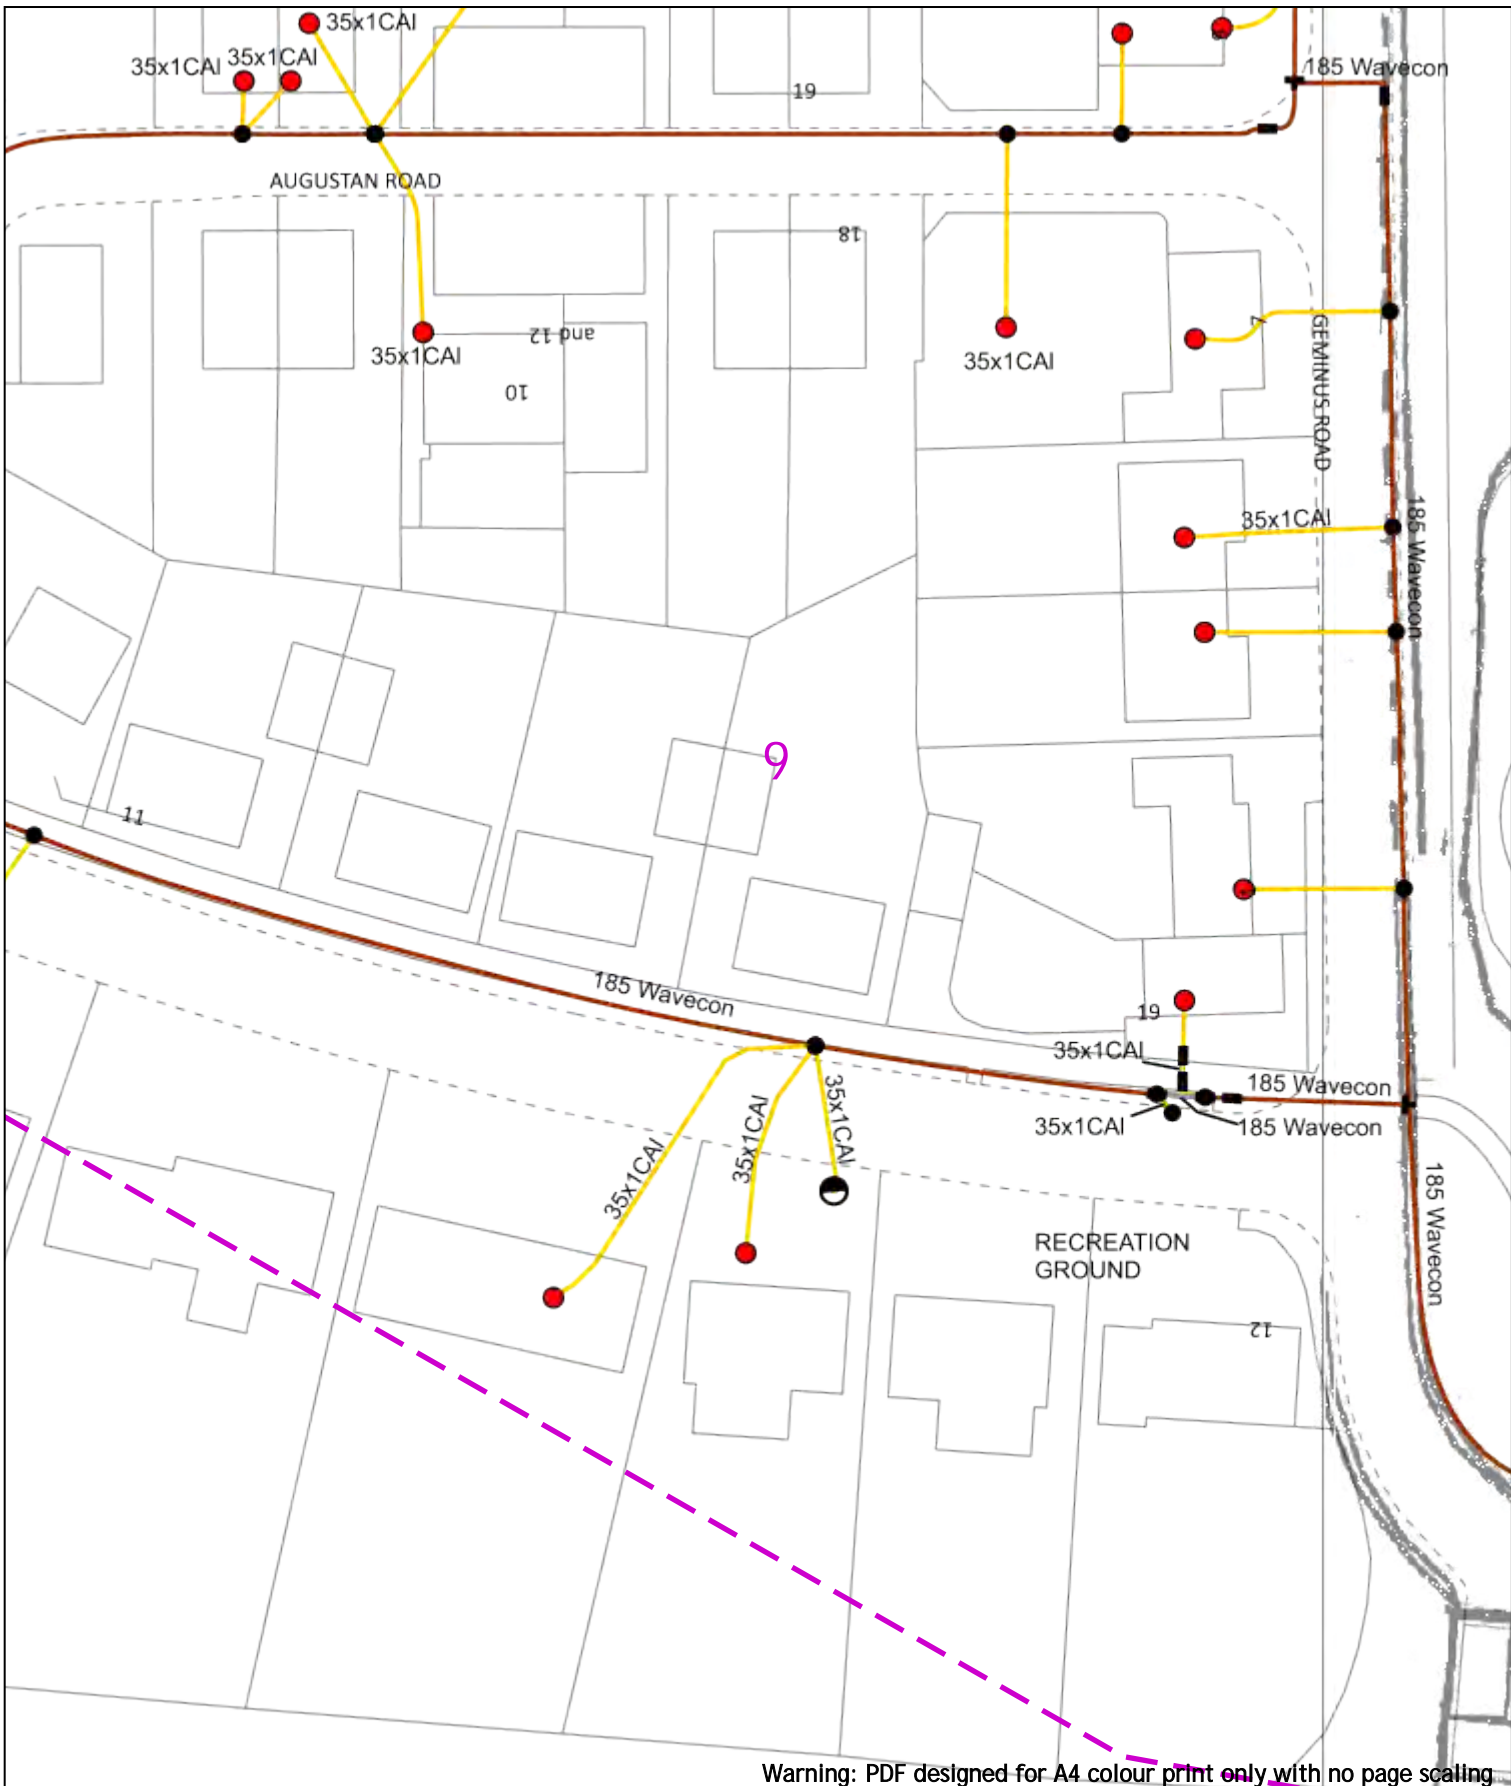 35x1CAI
35x1CAI
35x1CAI
185 Wavecon
19
AUGUSTAN ROAD
18
7
GEMINUS ROAD
and 12
35x1CAI
35x1CAI
10
35x1CAI
185 Wavecon
9
11
185 Wavecon
19
35x1CAI
185 Wavecon
35x1CAI
185 Wavecon
35x1CAI
35x1CAI
35x1CAI
185 Wavecon
RECREATION
GROUND
12
Warning: PDF designed for A4 colour print only with no page scaling